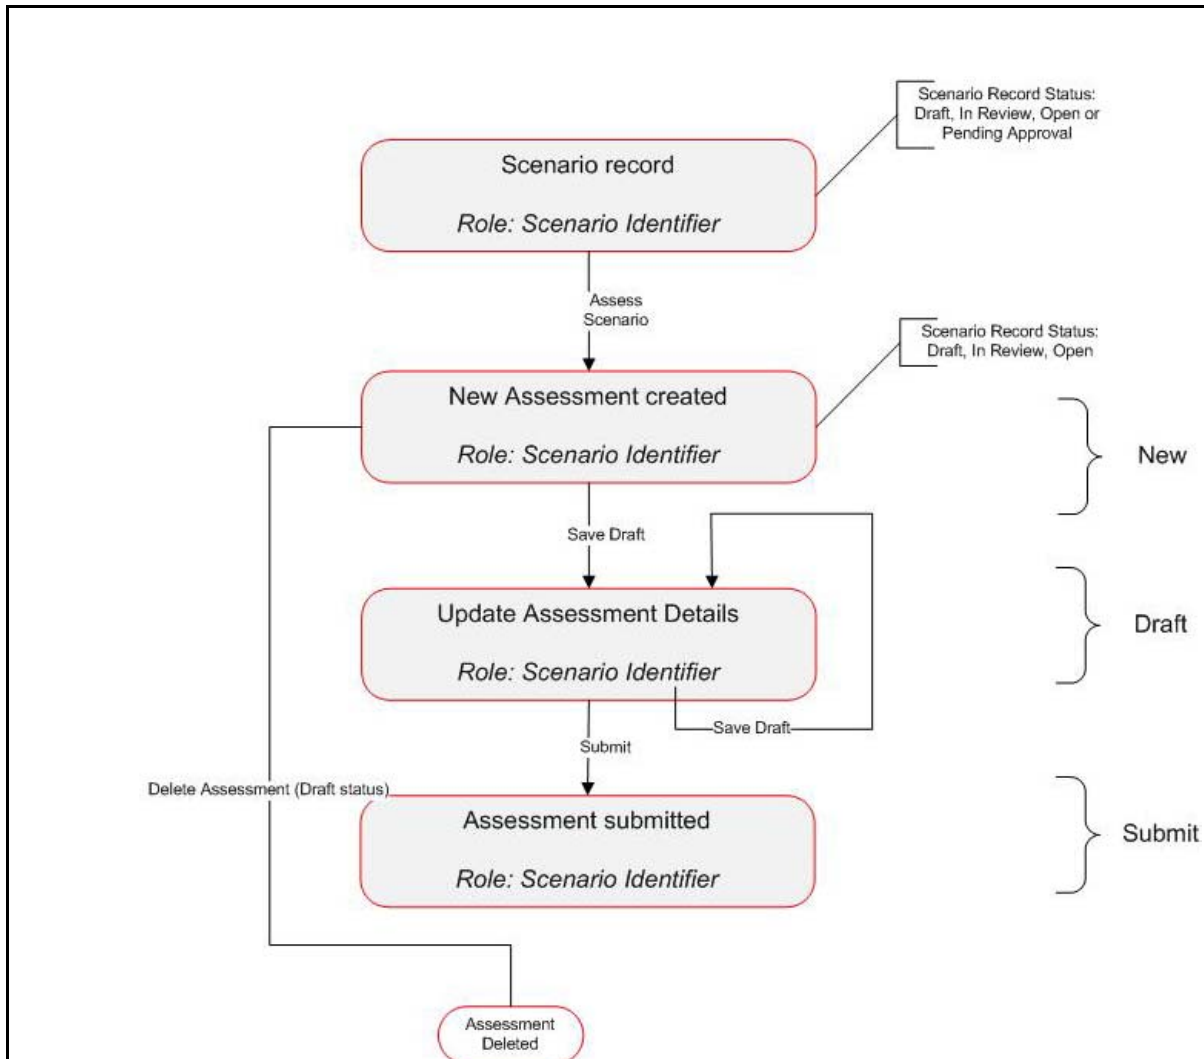 Scenario Record Status:
Draft, In Review, Open or
Pending Approval
Scenario record
Role: Scenario Identifier
Assess
Scenario
Scenario Record Status:
Draft, In Review, Open
New Assessment created
Role: Scenario Identifier
New
Save Draft
Update Assessment Details
Role: Scenario Identifier
Draft
Save Draft
Submit
Delete Assessment (Draft status)
Assessment submitted
Role: Scenario Identifier
Submit
Assessment
Deleted